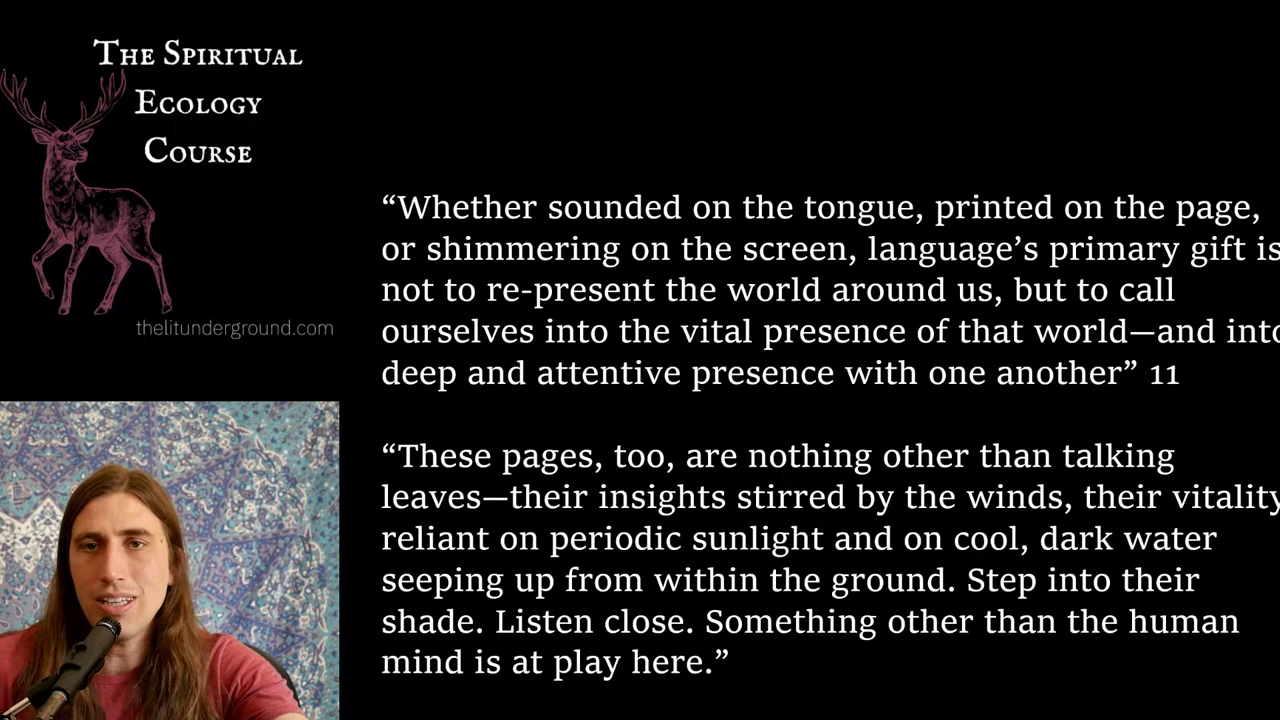 The Spiritual
Ecology
Course
thelitunderground.com
“Whether sounded on the tongue, printed on the page,
or shimmering on the screen, language’s primary gift is
not to re-present the world around us, but to call
ourselves into the vital presence of that world—and into
deep and attentive presence with one another” 11
“These pages, too, are nothing other than talking
leaves—their insights stirred by the winds, their vitality
reliant on periodic sunlight and on cool, dark water
seeping up from within the ground. Step into their
shade. Listen close. Something other than the human
mind is at play here.”